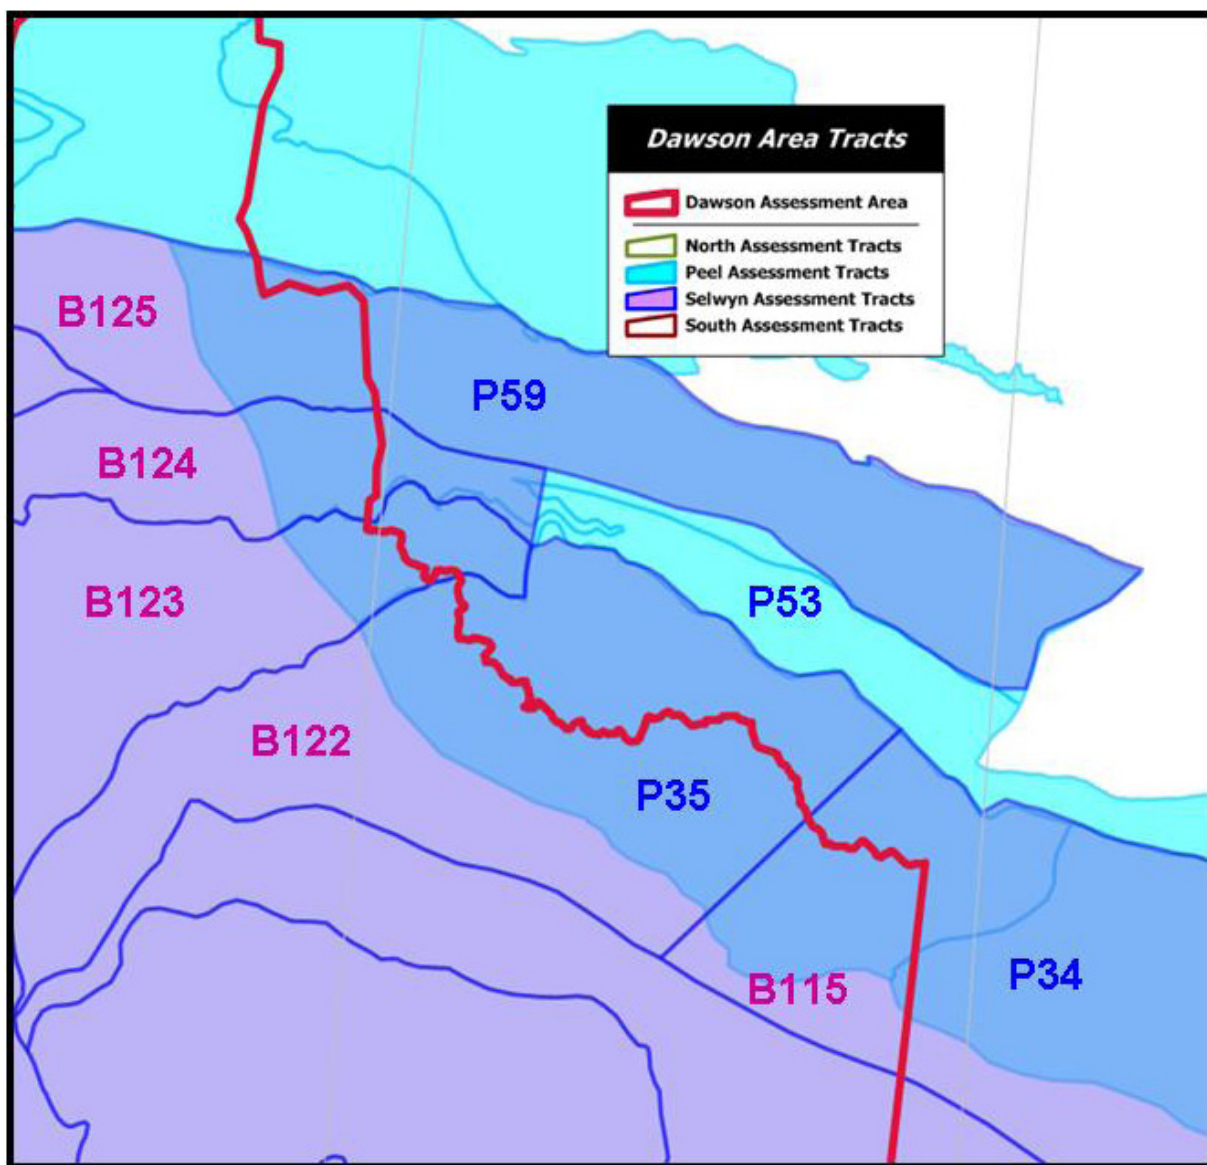 Dawson Area Tracts
Dawson Assessment Area
North Assessment Tracts
Peel Assessment Tracts
Selwyn Assessment Tracts
South Assessment Tracts
B125
P59
B124
B123
P53
B122
P35
B115
P34